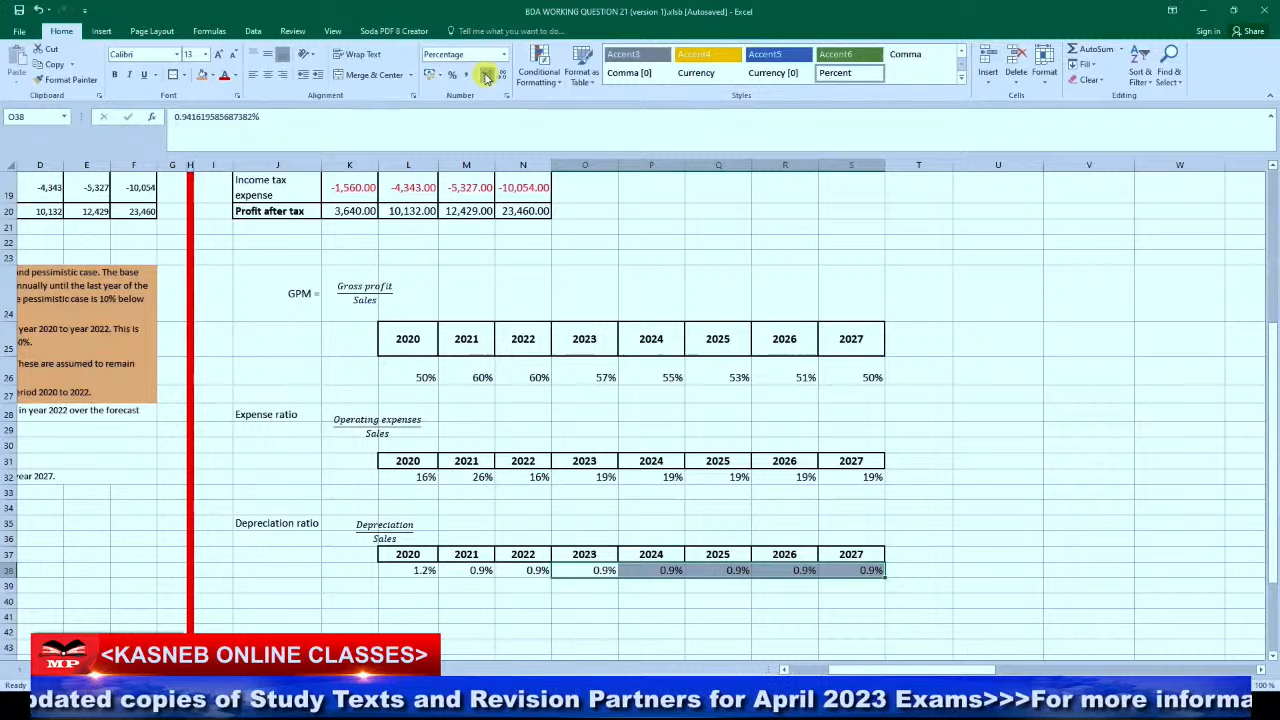 BDA WORKING QUESTION 21 (version 1).xlsb [Autosaved] - Excel
File Home Insert Page Layout Formulas Data Review View Soda PDF 8 Creator Tell me what you want to do... Sign in Share
Cut
Format Painter
Paste
Clipboard
Calibri 13
B I U
Font
Wrap Text
Merge & Center
Alignment
Percentage
%
Number
Conditional Formatting
Format as Table
Accent3 Accent4 Accent5 Accent6 Comma
Comma [0] Currency Currency [0] Percent
Styles
Insert Delete Format
Cells
AutoSum
Fill
Clear
Sort & Filter
Find & Select
Editing
O38 fx 0.941619585687382%
D E F G H I J K L M N O P Q R S T U V W
19 -4,343 -5,327 -10,054 Income tax expense -1,560.00 -4,343.00 -5,327.00 -10,054.00
20 10,132 12,429 23,460 Profit after tax 3,640.00 10,132.00 12,429.00 23,460.00
21
22
23
and pessimistic case. The base
annually until the last year of the
e pessimistic case is 10% below
24 GPM = Gross profit
Sales
year 2020 to year 2022. This is
0%.
25 2020 2021 2022 2023 2024 2025 2026 2027
These are assumed to remain
26 50% 60% 60% 57% 55% 53% 51% 50%
27 period 2020 to 2022.
28 in year 2022 over the forecast Expense ratio
29 Operating expenses
30 Sales
31 2020 2021 2022 2023 2024 2025 2026 2027
32 year 2027. 16% 26% 16% 19% 19% 19% 19% 19%
33
34
35 Depreciation ratio Depreciation
36 Sales
37 2020 2021 2022 2023 2024 2025 2026 2027
38 1.2% 0.9% 0.9% 0.9% 0.9% 0.9% 0.9% 0.9%
39
40
41
42
43
MP
<KASNEB ONLINE CLASSES>
Ready
100 %
pdated copies of Study Texts and Revision Partners for April 2023 Exams>>>For more informa